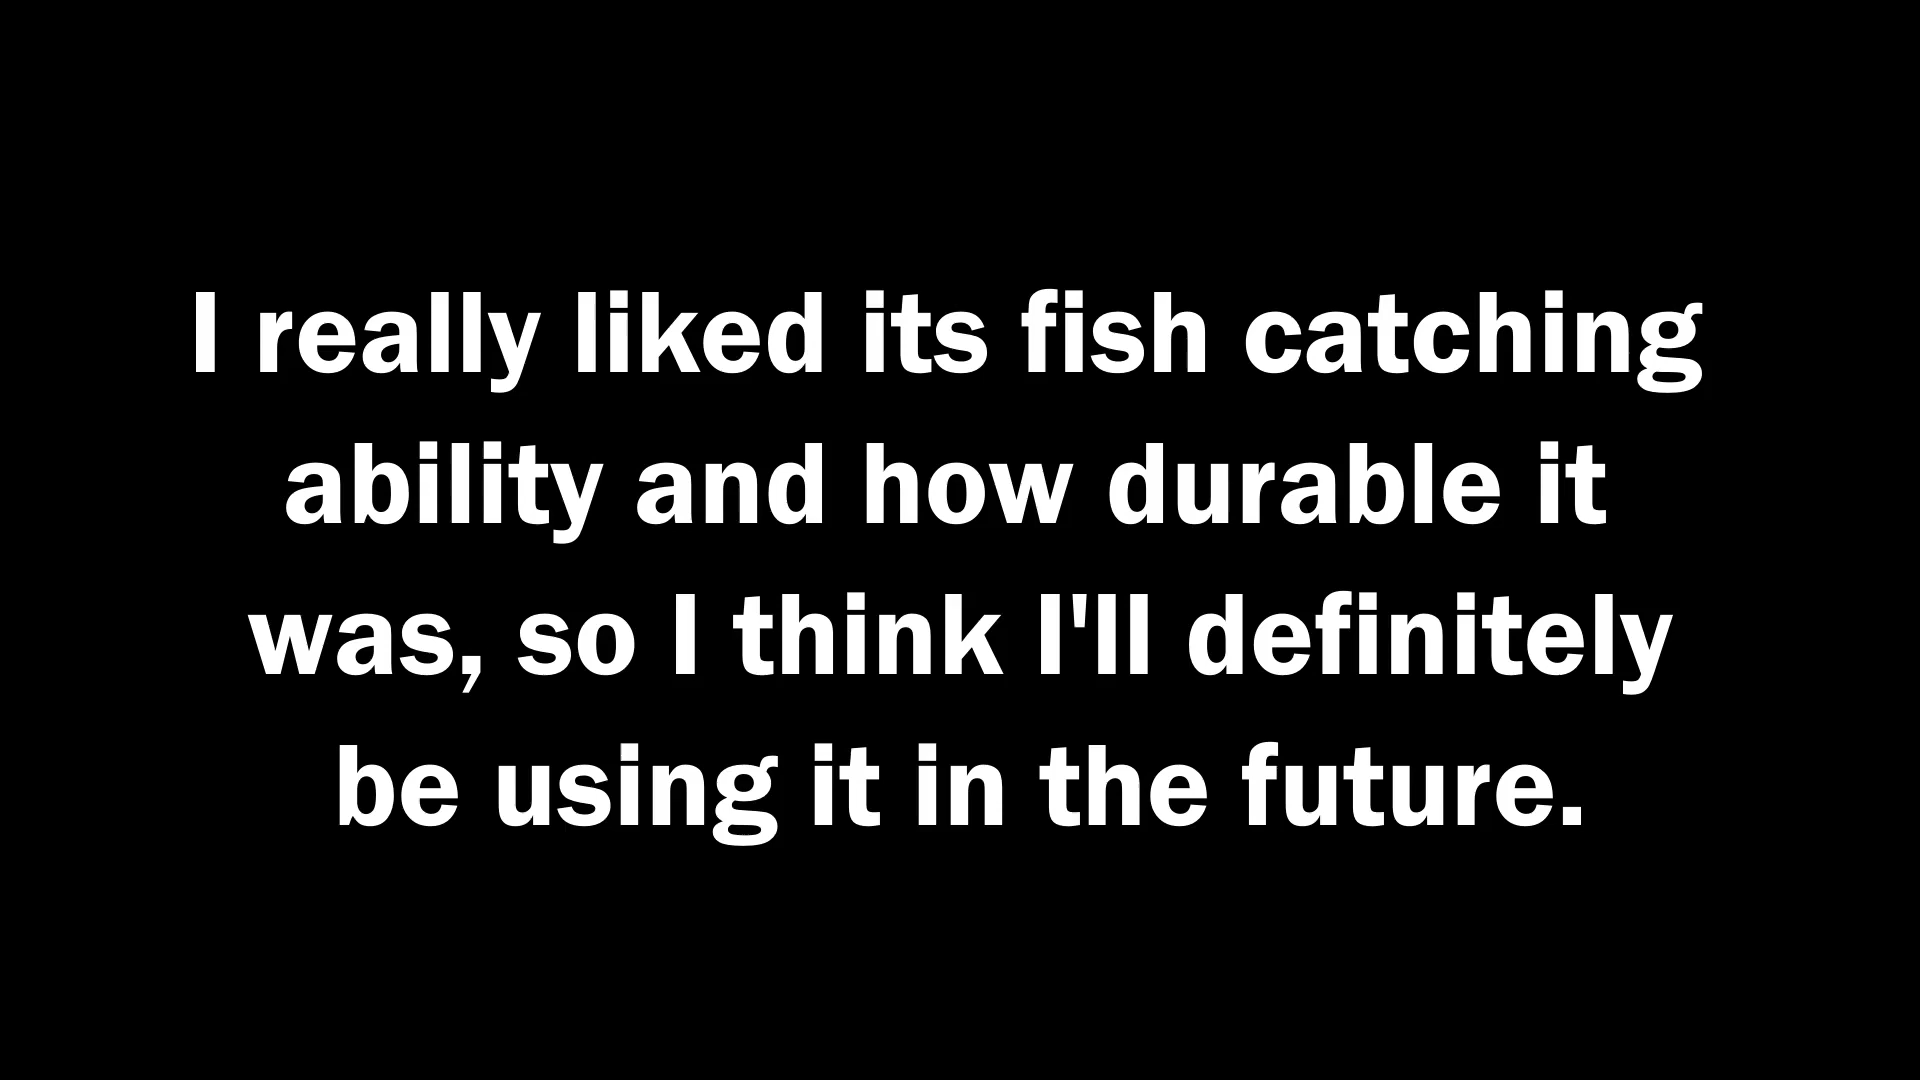 I really liked its fish catching
ability and how durable it
was, so I think I'll definitely
be using it in the future.